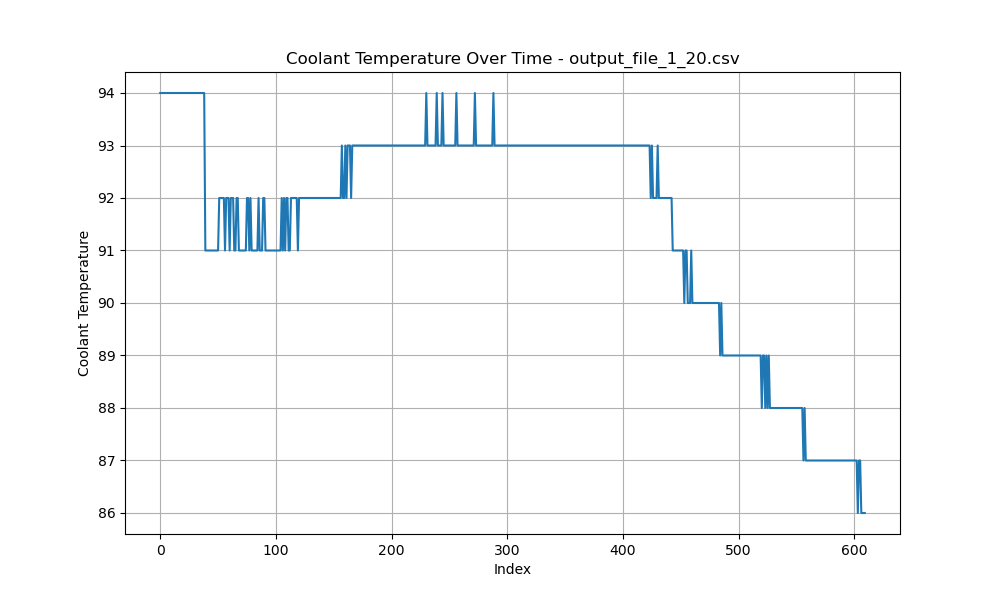 Coolant Temperature Over Time - output_file_1_20.csv
Coolant Temperature
94
93
92
91
90
89
88
87
86
0 100 200 300 400 500 600
Index